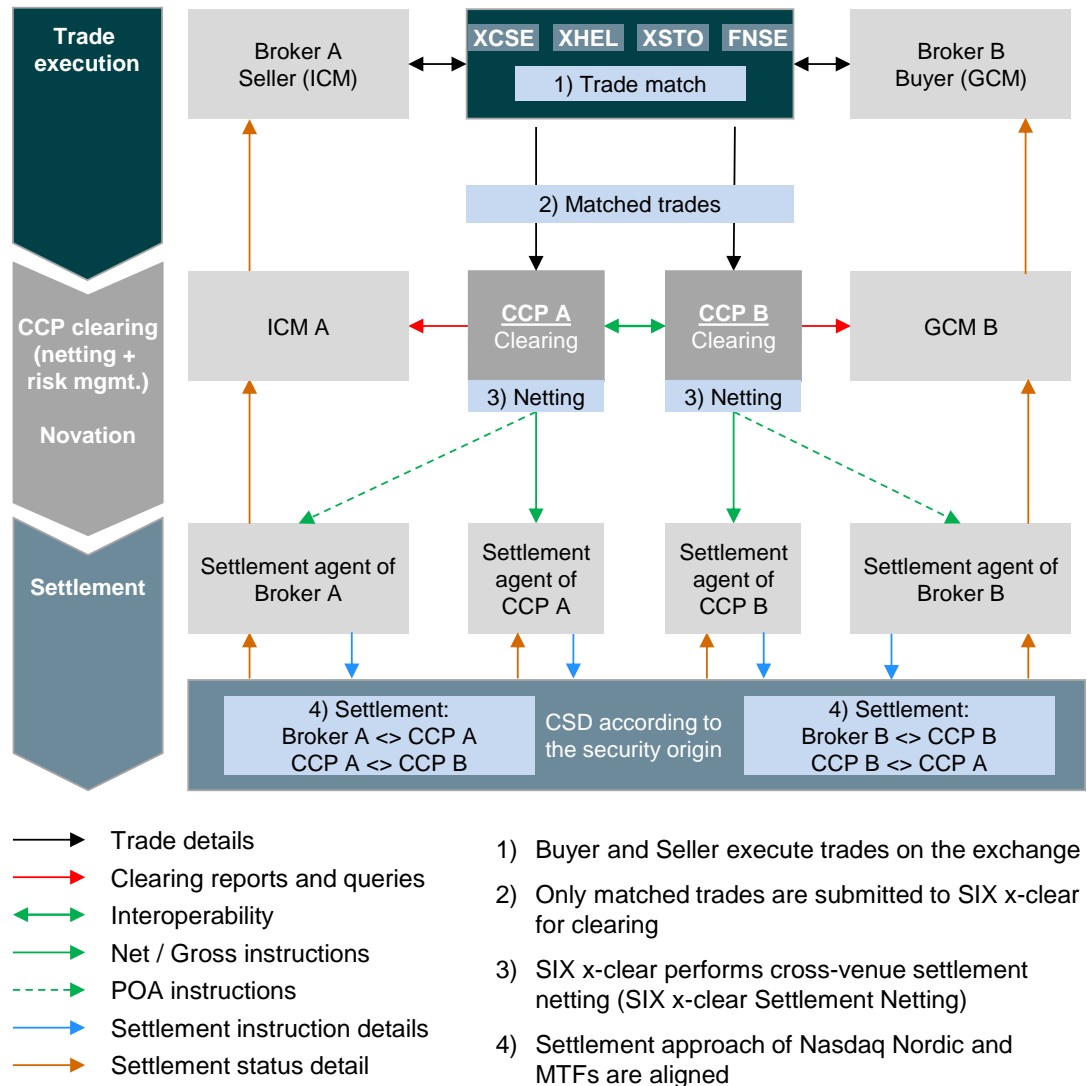 Trade
execution
Broker A
Seller (ICM)
XCSE XHEL XSTO FNSE
1) Trade match
Broker B
Buyer (GCM)
2) Matched trades
CCP clearing
(netting +
risk mgmt.)
Novation
ICM A
CCP A
Clearing
CCP B
Clearing
GCM B
3) Netting
3) Netting
Settlement
Settlement agent of
Broker A
Settlement
agent of
CCP A
Settlement
agent of
CCP B
Settlement agent of
Broker B
4) Settlement:
Broker A <> CCP A
CCP A <> CCP B
CSD according to
the security origin
4) Settlement:
Broker B <> CCP B
CCP B <> CCP A
Trade details
Clearing reports and queries
Interoperability
Net / Gross instructions
POA instructions
Settlement instruction details
Settlement status detail
1) Buyer and Seller execute trades on the exchange
2) Only matched trades are submitted to SIX x-clear
for clearing
3) SIX x-clear performs cross-venue settlement
netting (SIX x-clear Settlement Netting)
4) Settlement approach of Nasdaq Nordic and
MTFs are aligned